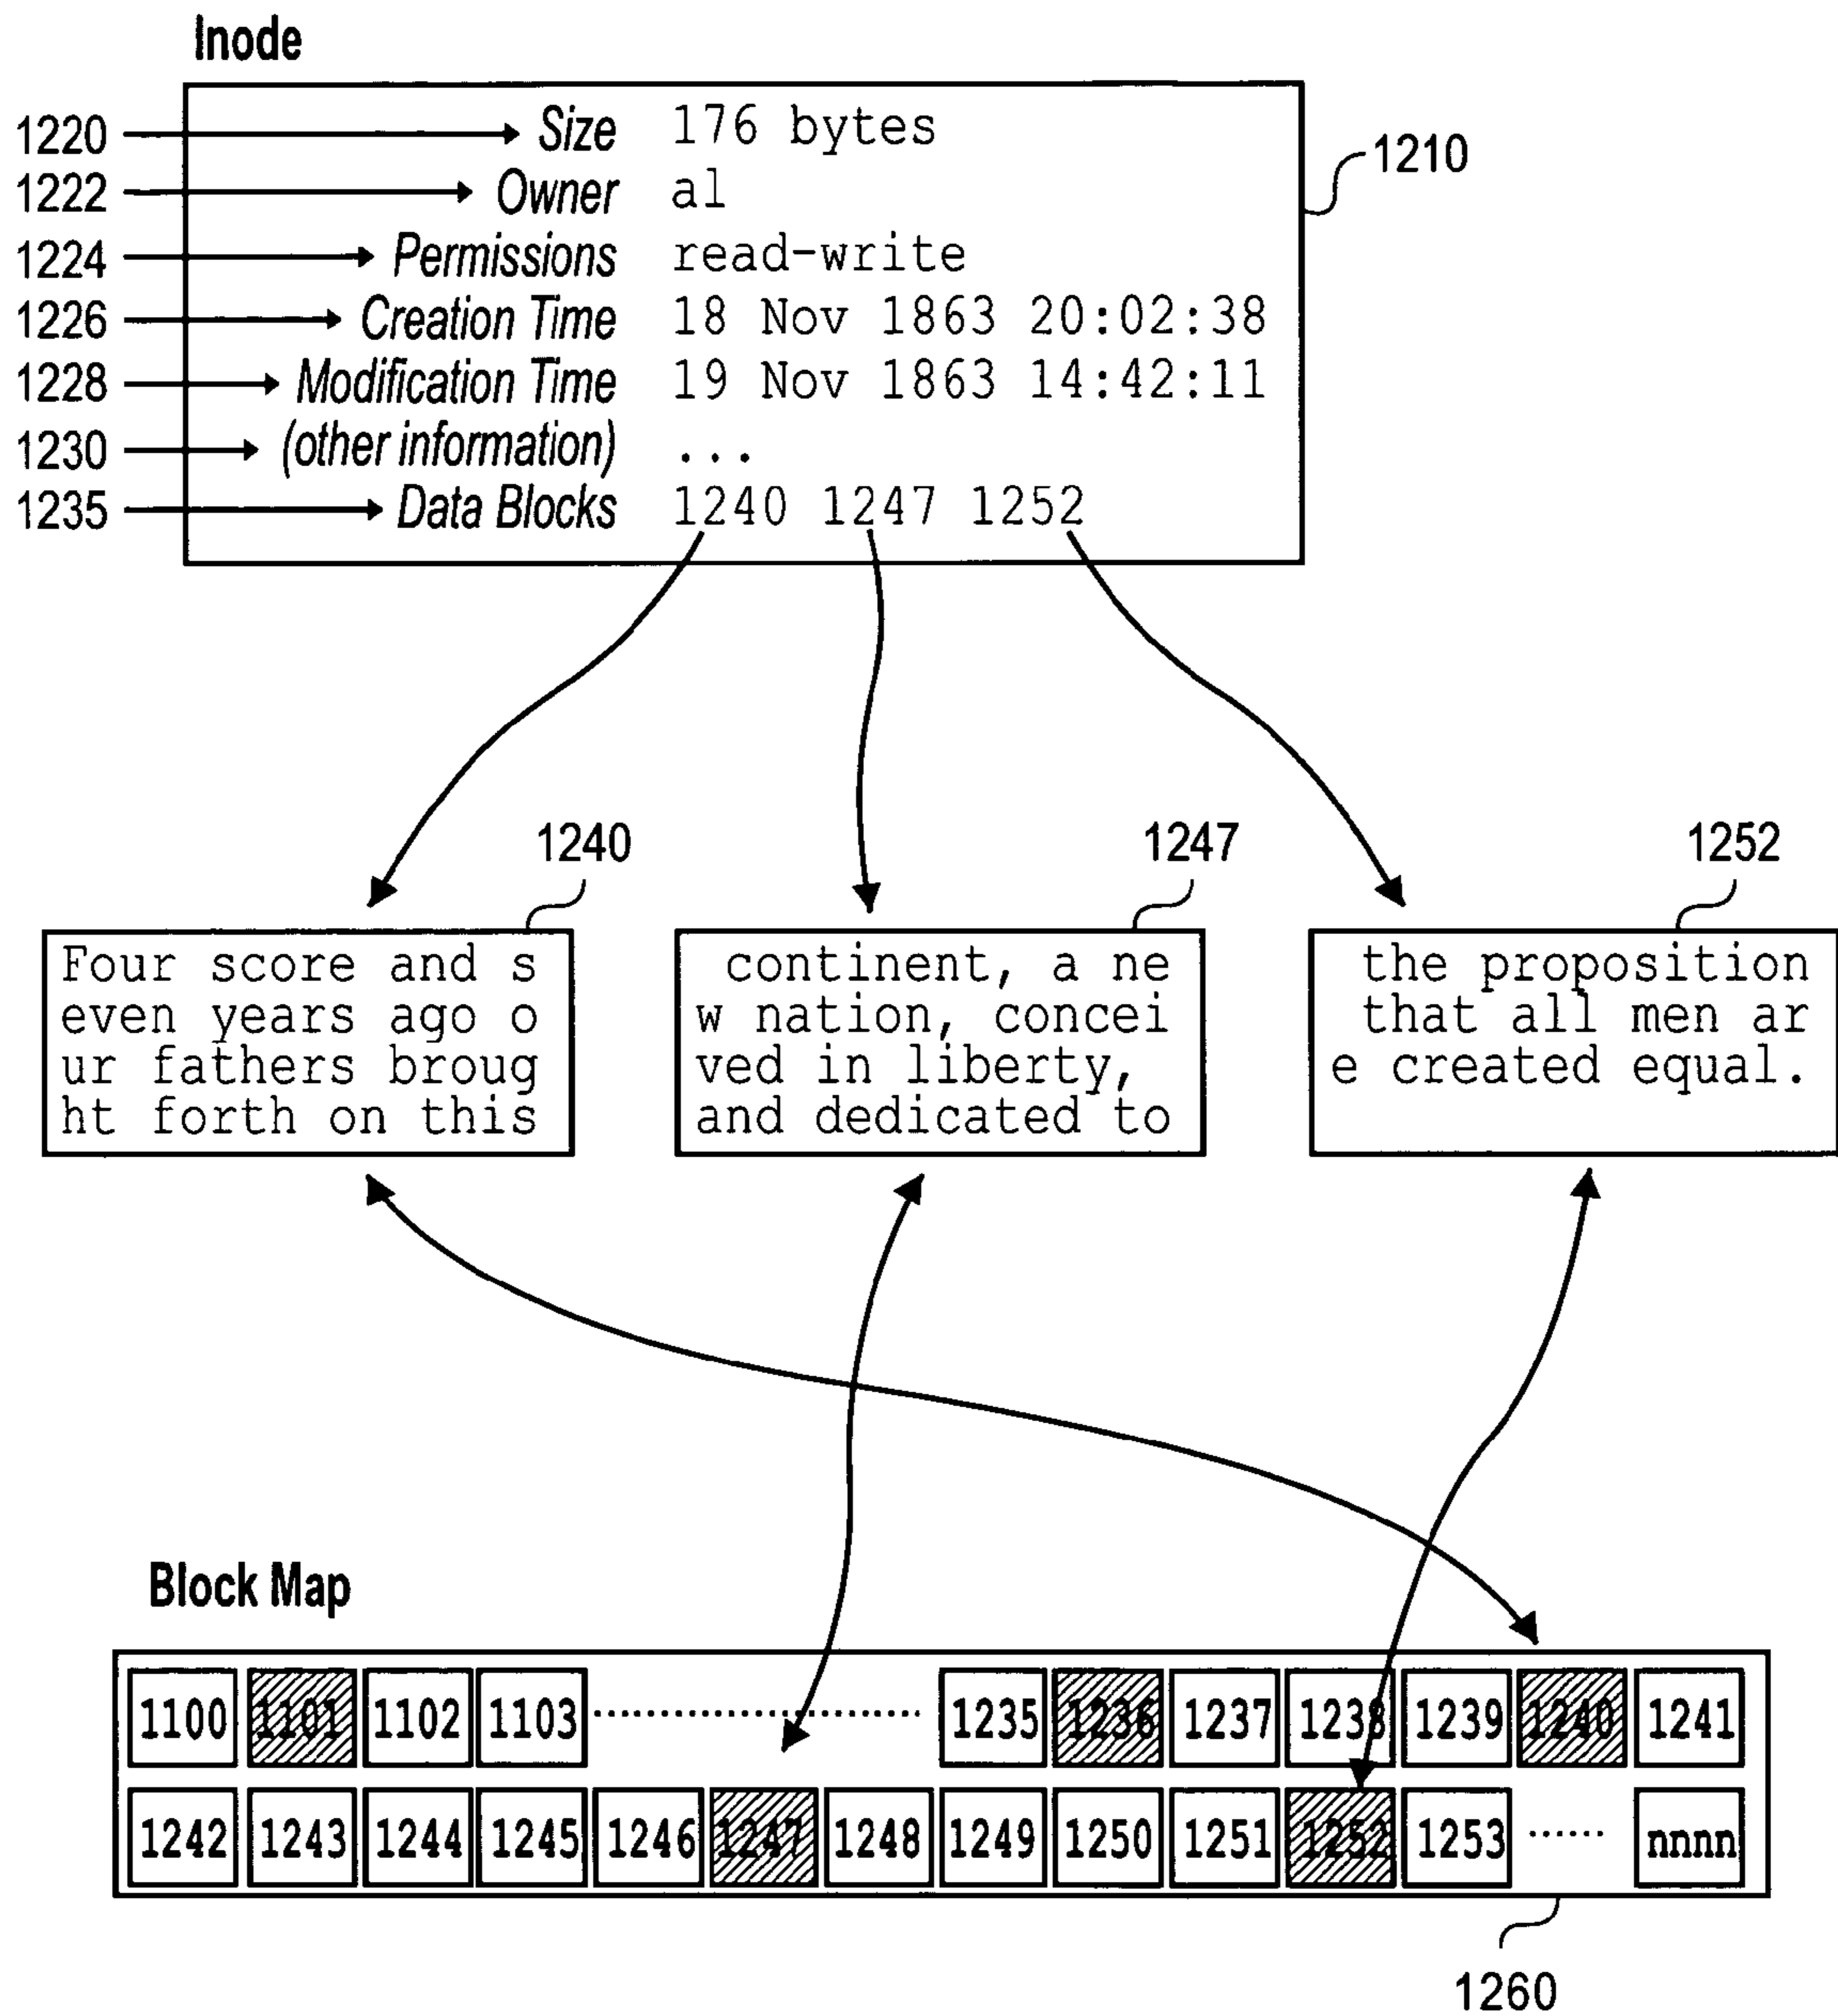 Inode
1220 Size 176 bytes
1210
1222 Owner al
1224 Permissions read-write
1226 Creation Time 18 Nov 1863 20:02:38
1228 Modification Time 19 Nov 1863 14:42:11
1230 (other information) ...
1235 Data Blocks 1240 1247 1252
1240
Four score and s
even years ago o
ur fathers broug
ht forth on this
1247
continent, a ne
w nation, concei
ved in liberty,
and dedicated to
1252
the proposition
that all men ar
e created equal.
Block Map
1100 1101 1102 1103 ........ 1235 1236 1237 1238 1239 1240 1241
1242 1243 1244 1245 1246 1247 1248 1249 1250 1251 1252 1253 ...... nnnn
1260